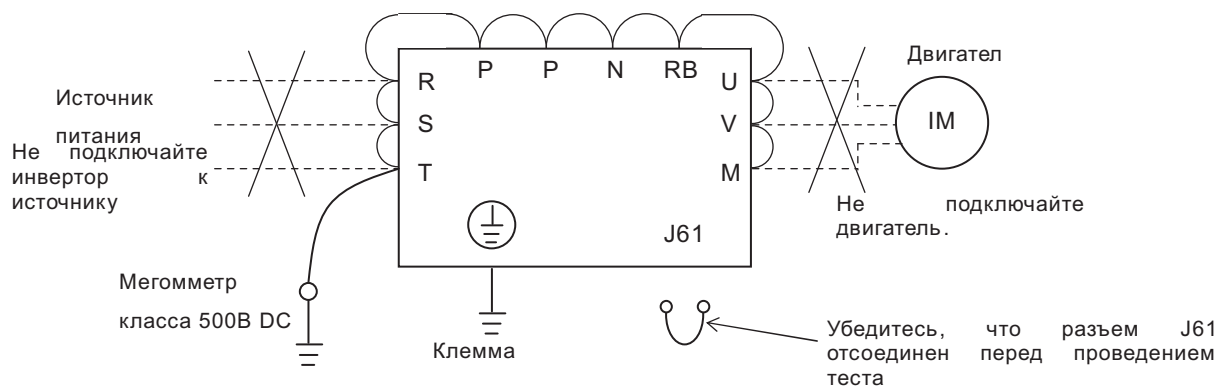 P P N RB
R
S
T
U
V
M
J61
Источник
питания
Не подключайте
инвертор к
источнику
Двигател
IM
Не подключайте
двигатель.
Мегомметр
класса 500В DC
Клемма
Убедитесь, что разъем J61
отсоединен перед проведением
теста